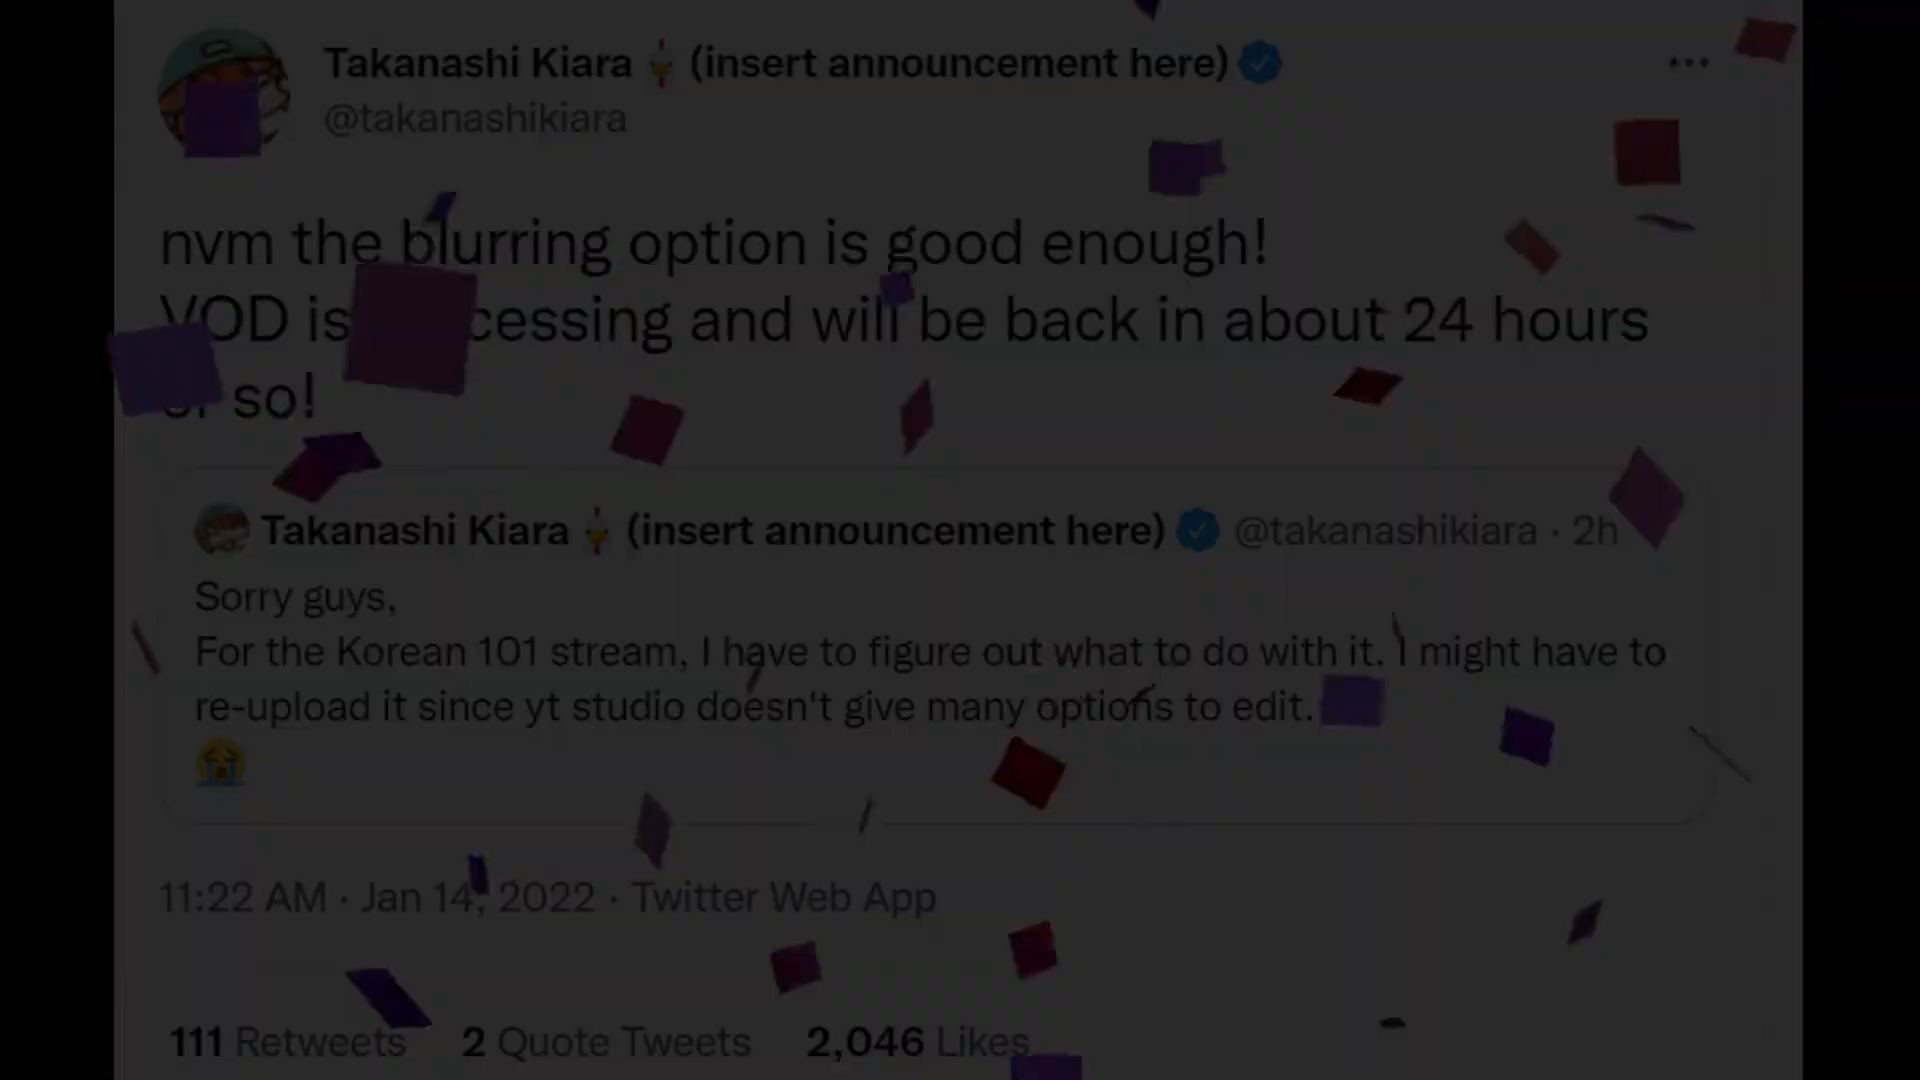 Takanashi Kiara (insert announcement here)
@takanashikiara
nvm the blurring option is good enough!
VOD is cessing and will be back in about 24 hours
or so!
Takanashi Kiara (insert announcement here) @takanashikiara · 2h
Sorry guys,
For the Korean 101 stream, I have to figure out what to do with it. I might have to
re-upload it since yt studio doesn't give many options to edit.
11:22 AM · Jan 14, 2022 · Twitter Web App
111 Retweets 2 Quote Tweets 2,046 Likes